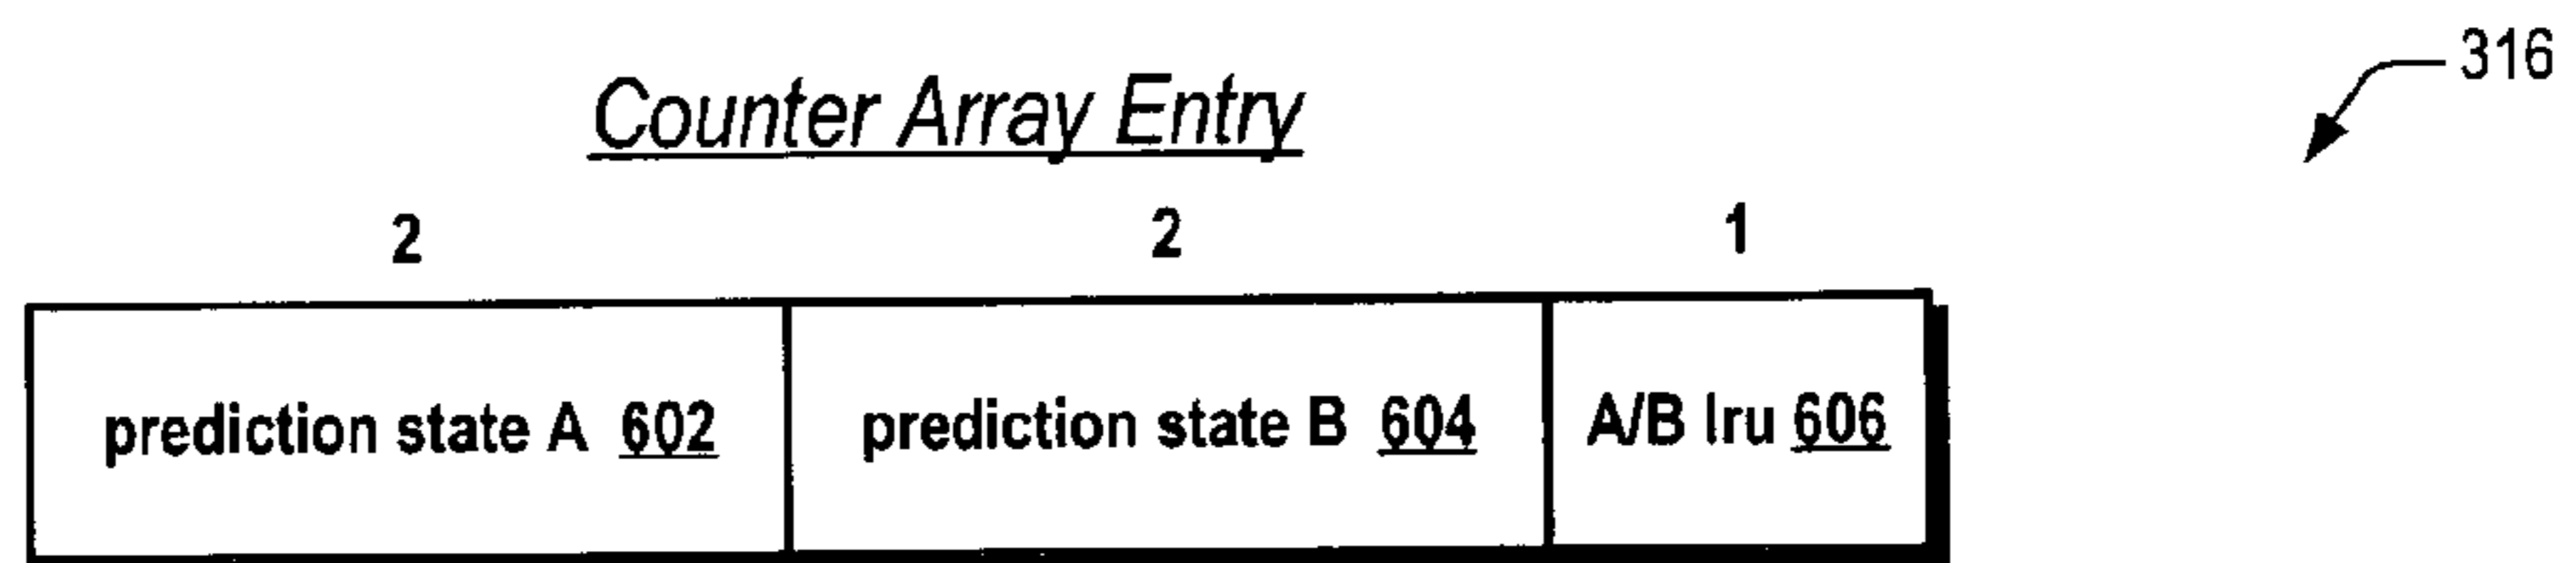 316
Counter Array Entry
2 2 1
prediction state A 602 prediction state B 604 A/B lru 606